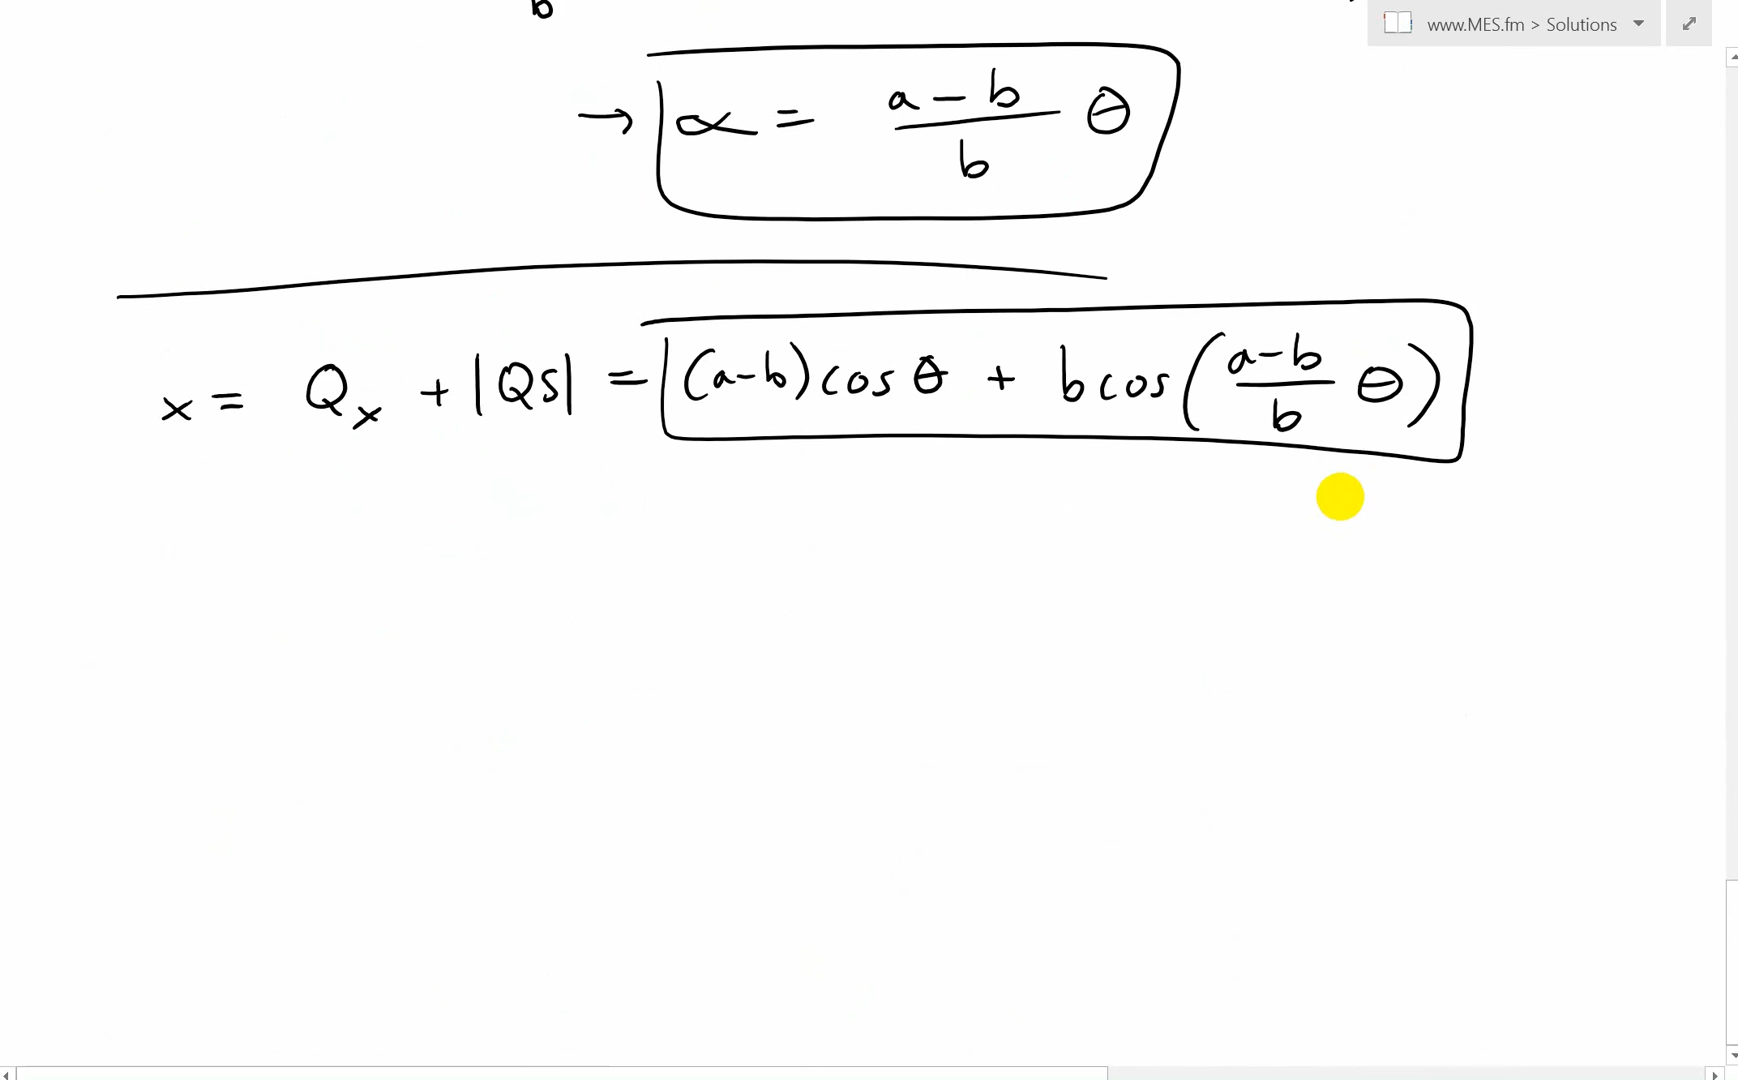 b
www.MES.fm > Solutions
→ α = a - b / b θ
x = Qx + |QS| = (a-b) cos θ + b cos (a-b / b θ)